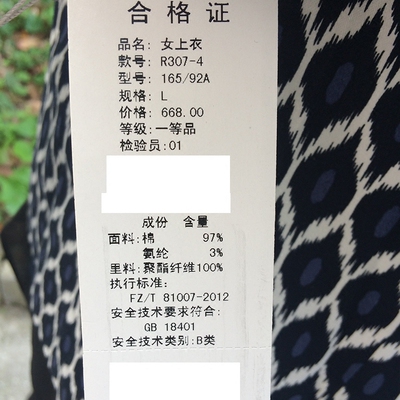 合格证
品名: 女上衣
款号: R307-4
型号: 165/92A
规格: L
价格: 668.00
等级: 一等品
检验员: 01
成份 含量
面料: 棉 97%
氨纶 3%
里料: 聚酯纤维100%
执行标准:
FZ/T 81007-2012
安全技术要求符合:
GB 18401
安全技术类别: B类